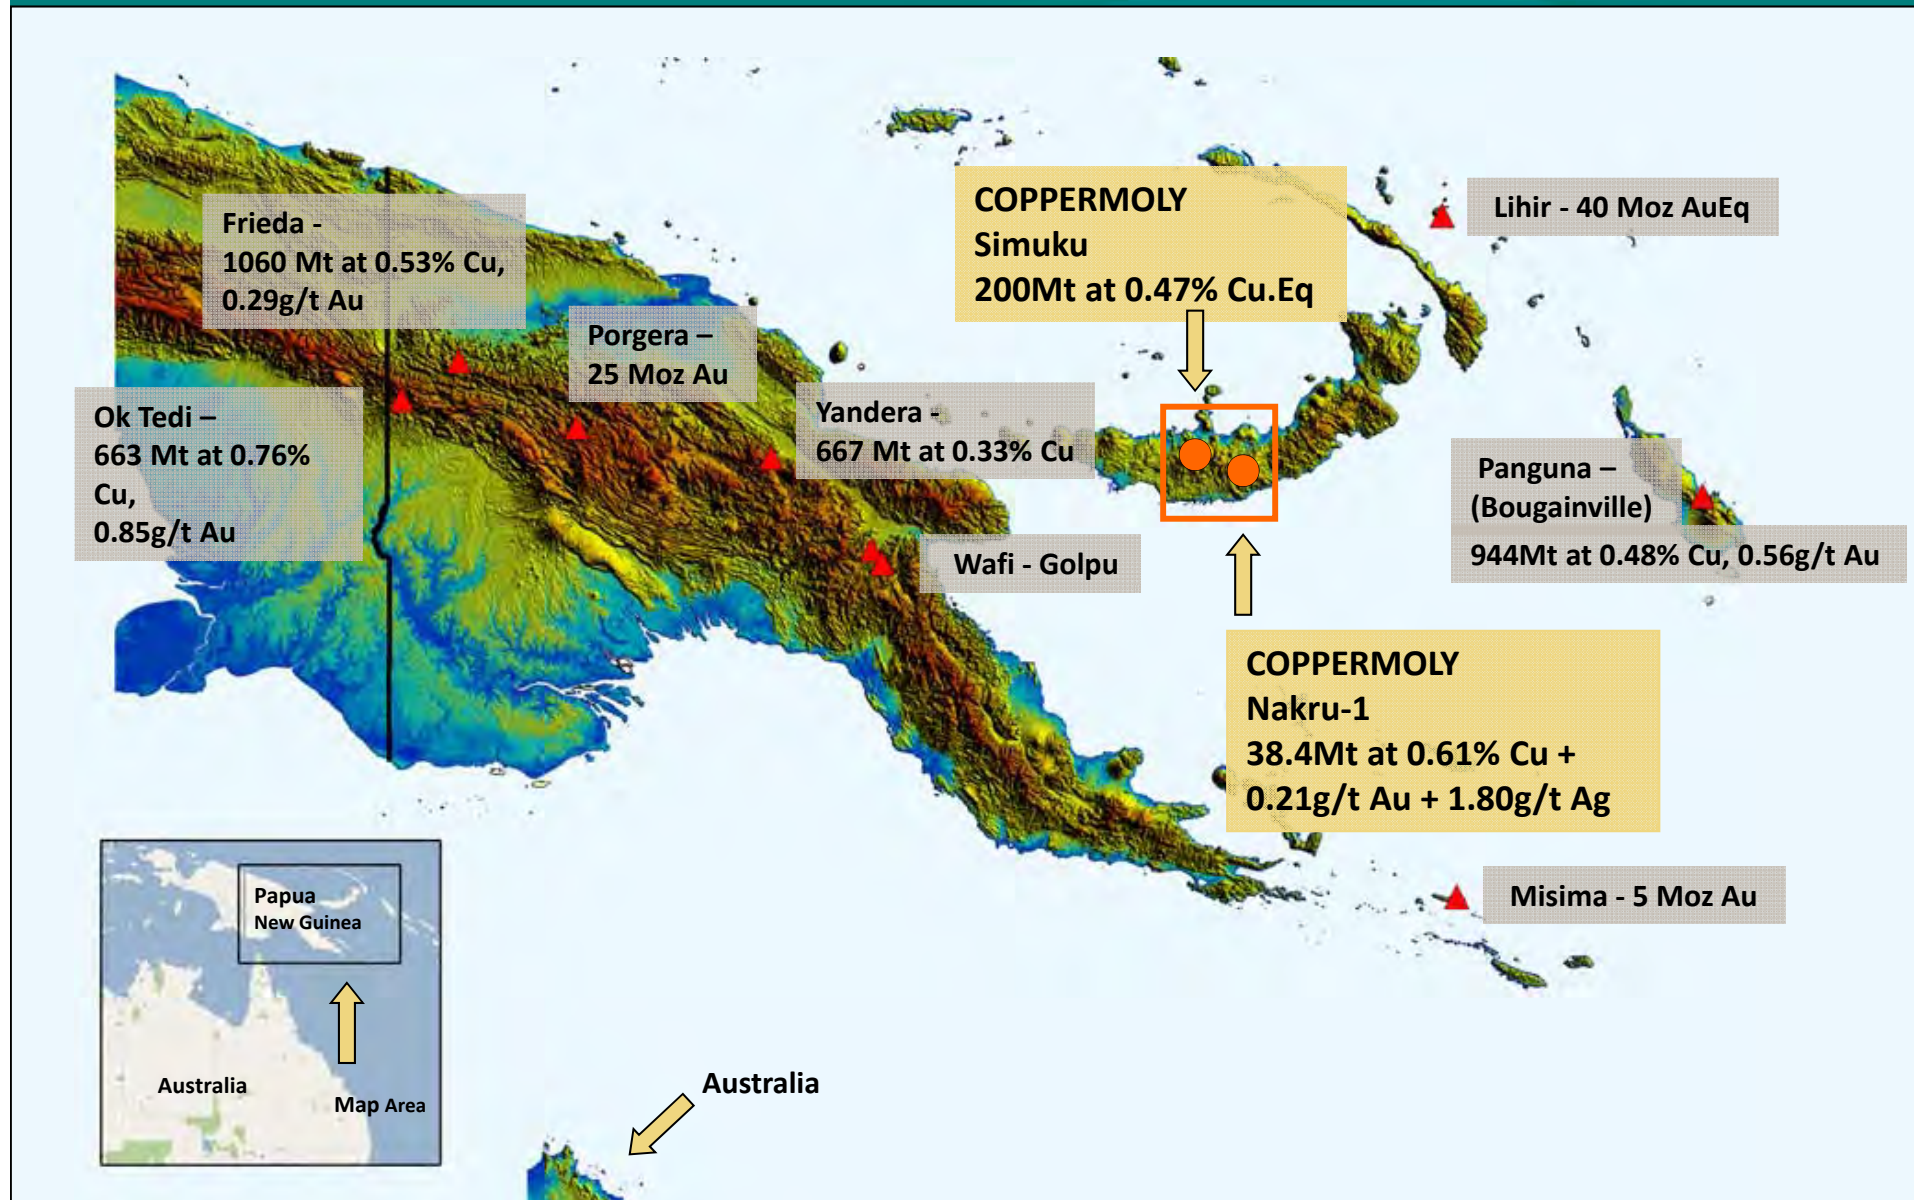 COPPERMOLY
Simuku
200Mt at 0.47% Cu.Eq
Lihir - 40 Moz AuEq
Frieda -
1060 Mt at 0.53% Cu,
0.29g/t Au
Porgera –
25 Moz Au
Ok Tedi –
663 Mt at 0.76%
Cu,
0.85g/t Au
Yandera -
667 Mt at 0.33% Cu
Panguna –
(Bougainville)
944Mt at 0.48% Cu, 0.56g/t Au
Wafi - Golpu
COPPERMOLY
Nakru-1
38.4Mt at 0.61% Cu +
0.21g/t Au + 1.80g/t Ag
Misima - 5 Moz Au
Papua
New Guinea
Australia
Map Area
Australia